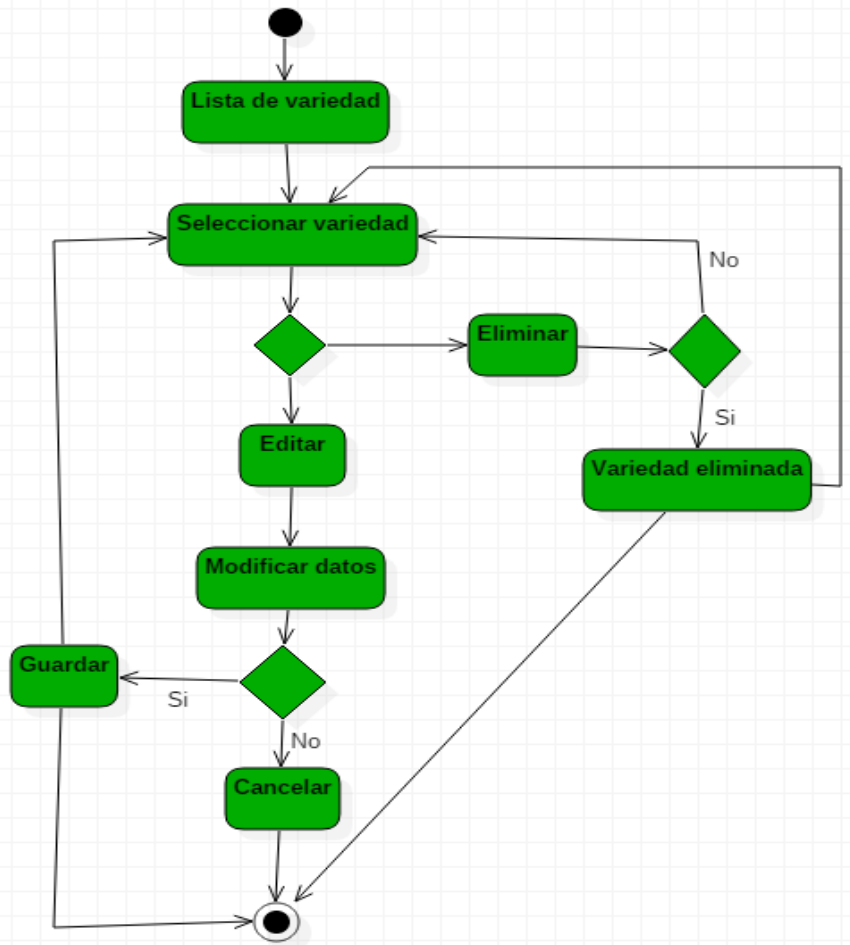 Lista de variedad
Seleccionar variedad
No
Eliminar
Si
Editar
Variedad eliminada
Modificar datos
Guardar
Si
No
Cancelar